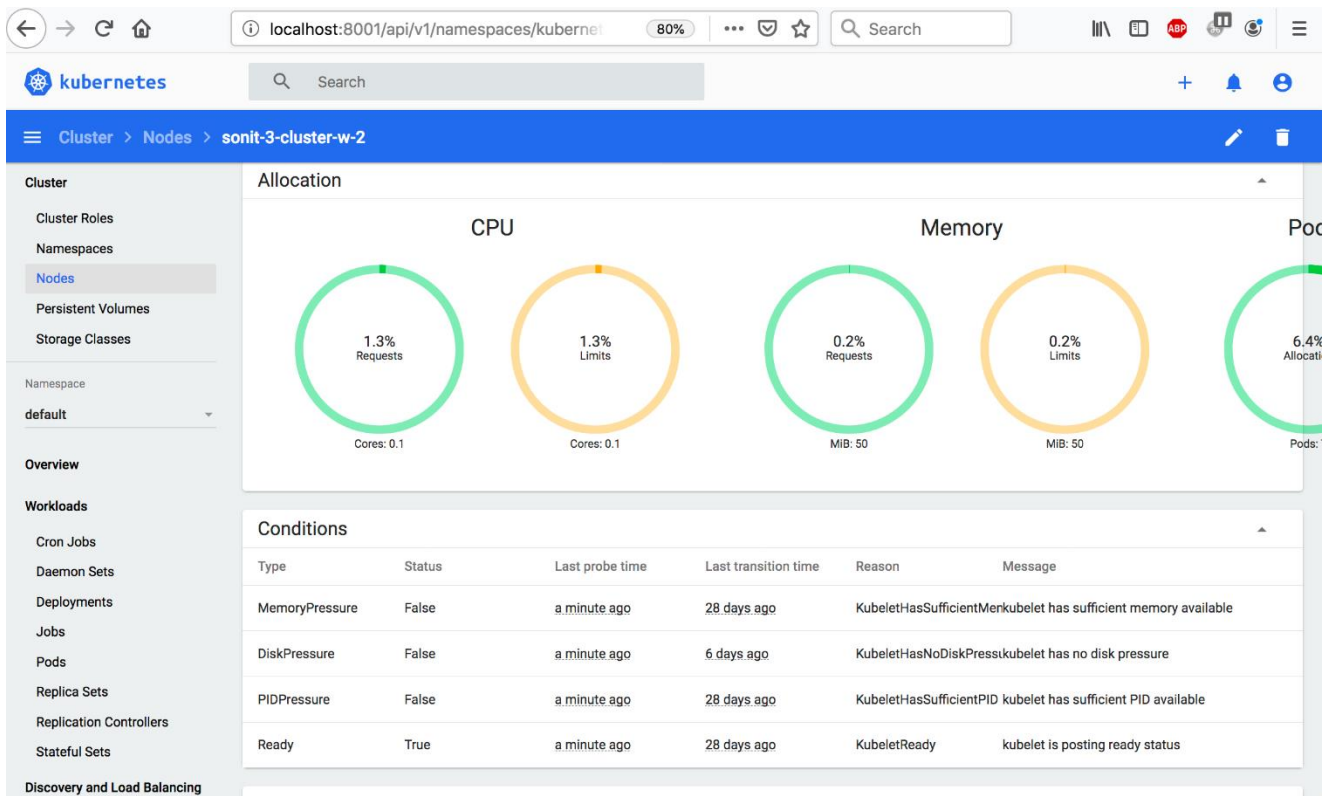 localhost:8001/api/v1/namespaces/kubernet 80% Search ABP
kubernetes Search
Cluster > Nodes > sonit-3-cluster-w-2
Cluster
Cluster Roles
Namespaces
Nodes
Persistent Volumes
Storage Classes
Namespace
default
Overview
Workloads
Cron Jobs
Daemon Sets
Deployments
Jobs
Pods
Replica Sets
Replication Controllers
Stateful Sets
Discovery and Load Balancing
Allocation
CPU Memory Poc
1.3% 1.3% 0.2% 0.2% 6.4%
Requests Limits Requests Limits Allocati
Cores: 0.1 Cores: 0.1 MiB: 50 MiB: 50 Pods:
Conditions
Type Status Last probe time Last transition time Reason Message
MemoryPressure False a minute ago 28 days ago KubeletHasSufficientMer kubelet has sufficient memory available
DiskPressure False a minute ago 6 days ago KubeletHasNoDiskPress kubelet has no disk pressure
PIDPressure False a minute ago 28 days ago KubeletHasSufficientPID kubelet has sufficient PID available
Ready True a minute ago 28 days ago KubeletReady kubelet is posting ready status